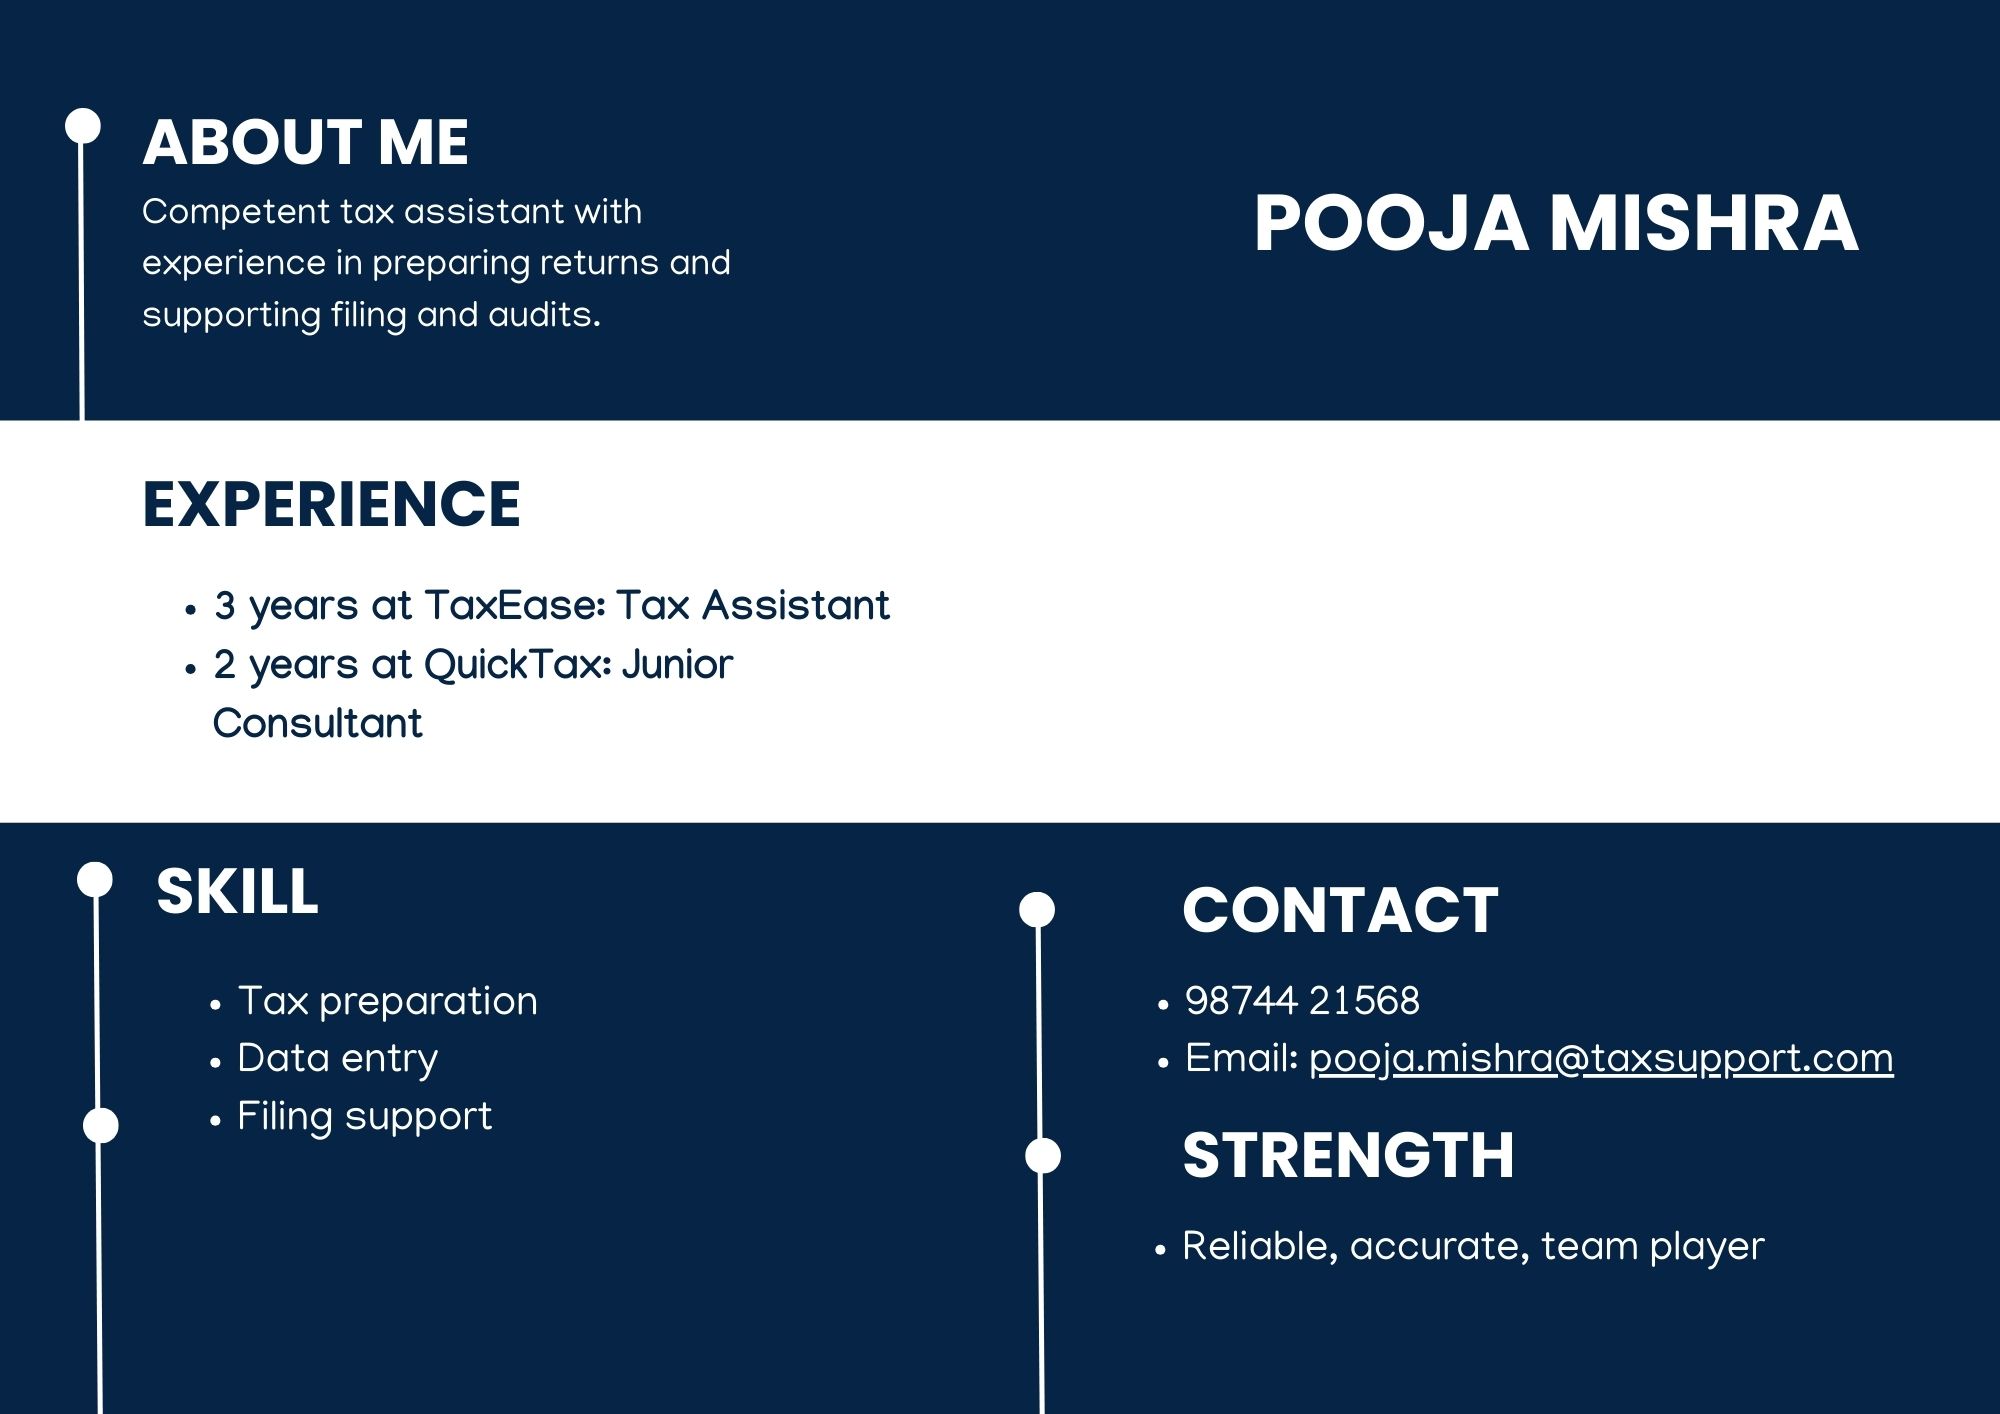 ABOUT ME
Competent tax assistant with
experience in preparing returns and
supporting filing and audits.
POOJA MISHRA
EXPERIENCE
• 3 years at TaxEase: Tax Assistant
• 2 years at QuickTax: Junior
Consultant
SKILL
• Tax preparation
• Data entry
• Filing support
CONTACT
• 98744 21568
• Email: pooja.mishra@taxsupport.com
STRENGTH
• Reliable, accurate, team player